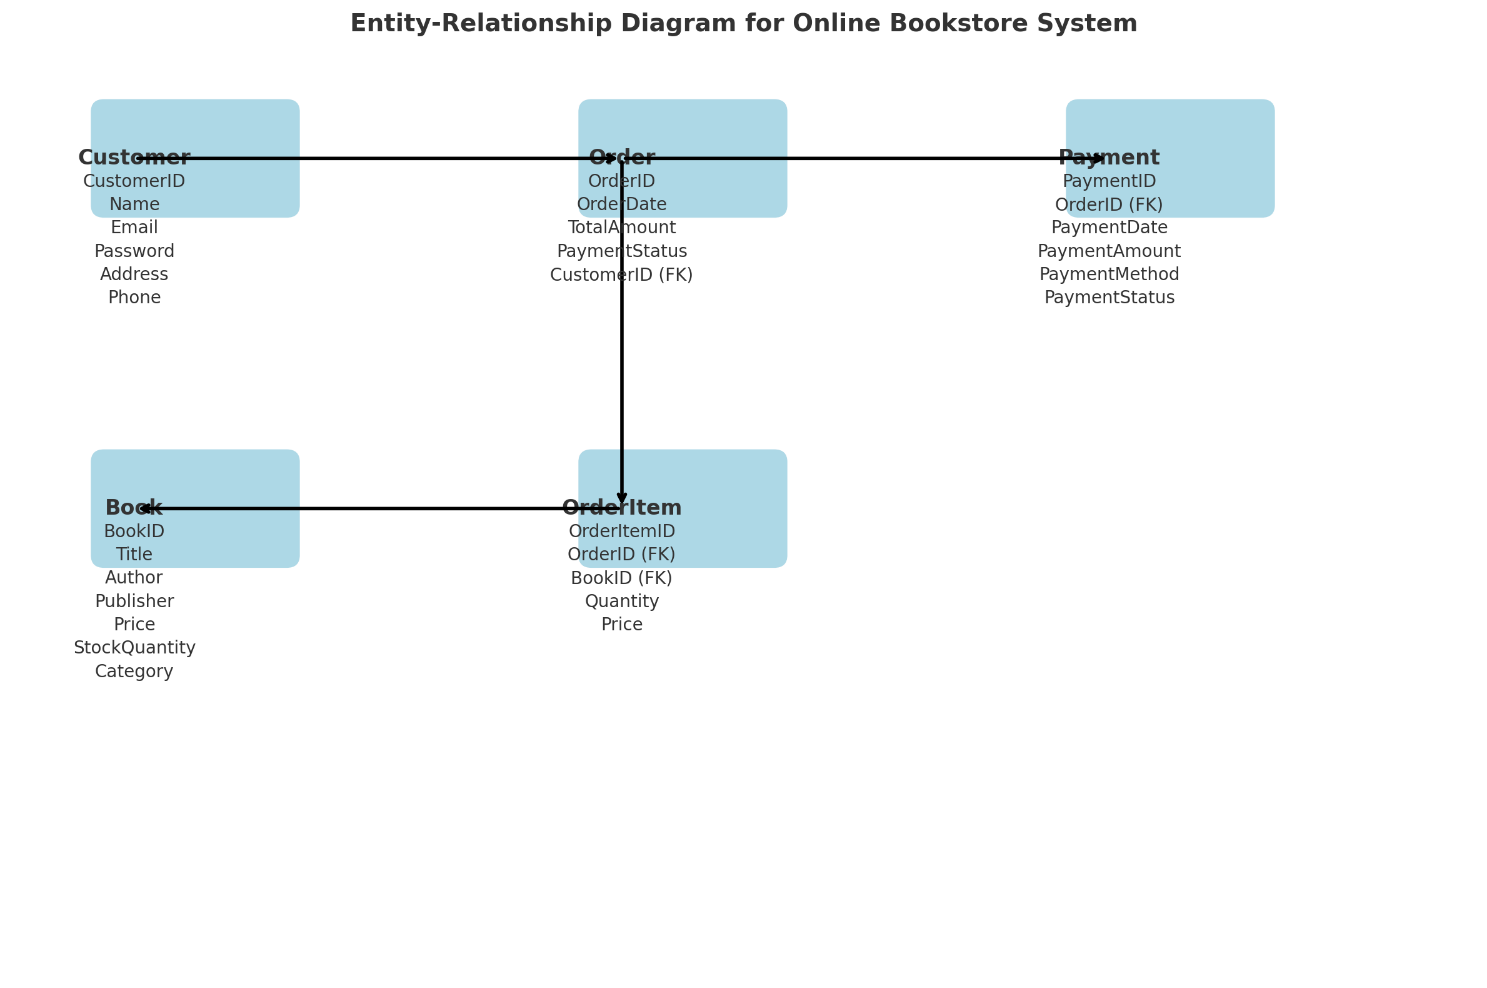 Entity-Relationship Diagram for Online Bookstore System
Customer
CustomerID
Name
Email
Password
Address
Phone
Order
OrderID
OrderDate
TotalAmount
PaymentStatus
CustomerID (FK)
Payment
PaymentID
OrderID (FK)
PaymentDate
PaymentAmount
PaymentMethod
PaymentStatus
Book
BookID
Title
Author
Publisher
Price
StockQuantity
Category
OrderItem
OrderItemID
OrderID (FK)
BookID (FK)
Quantity
Price